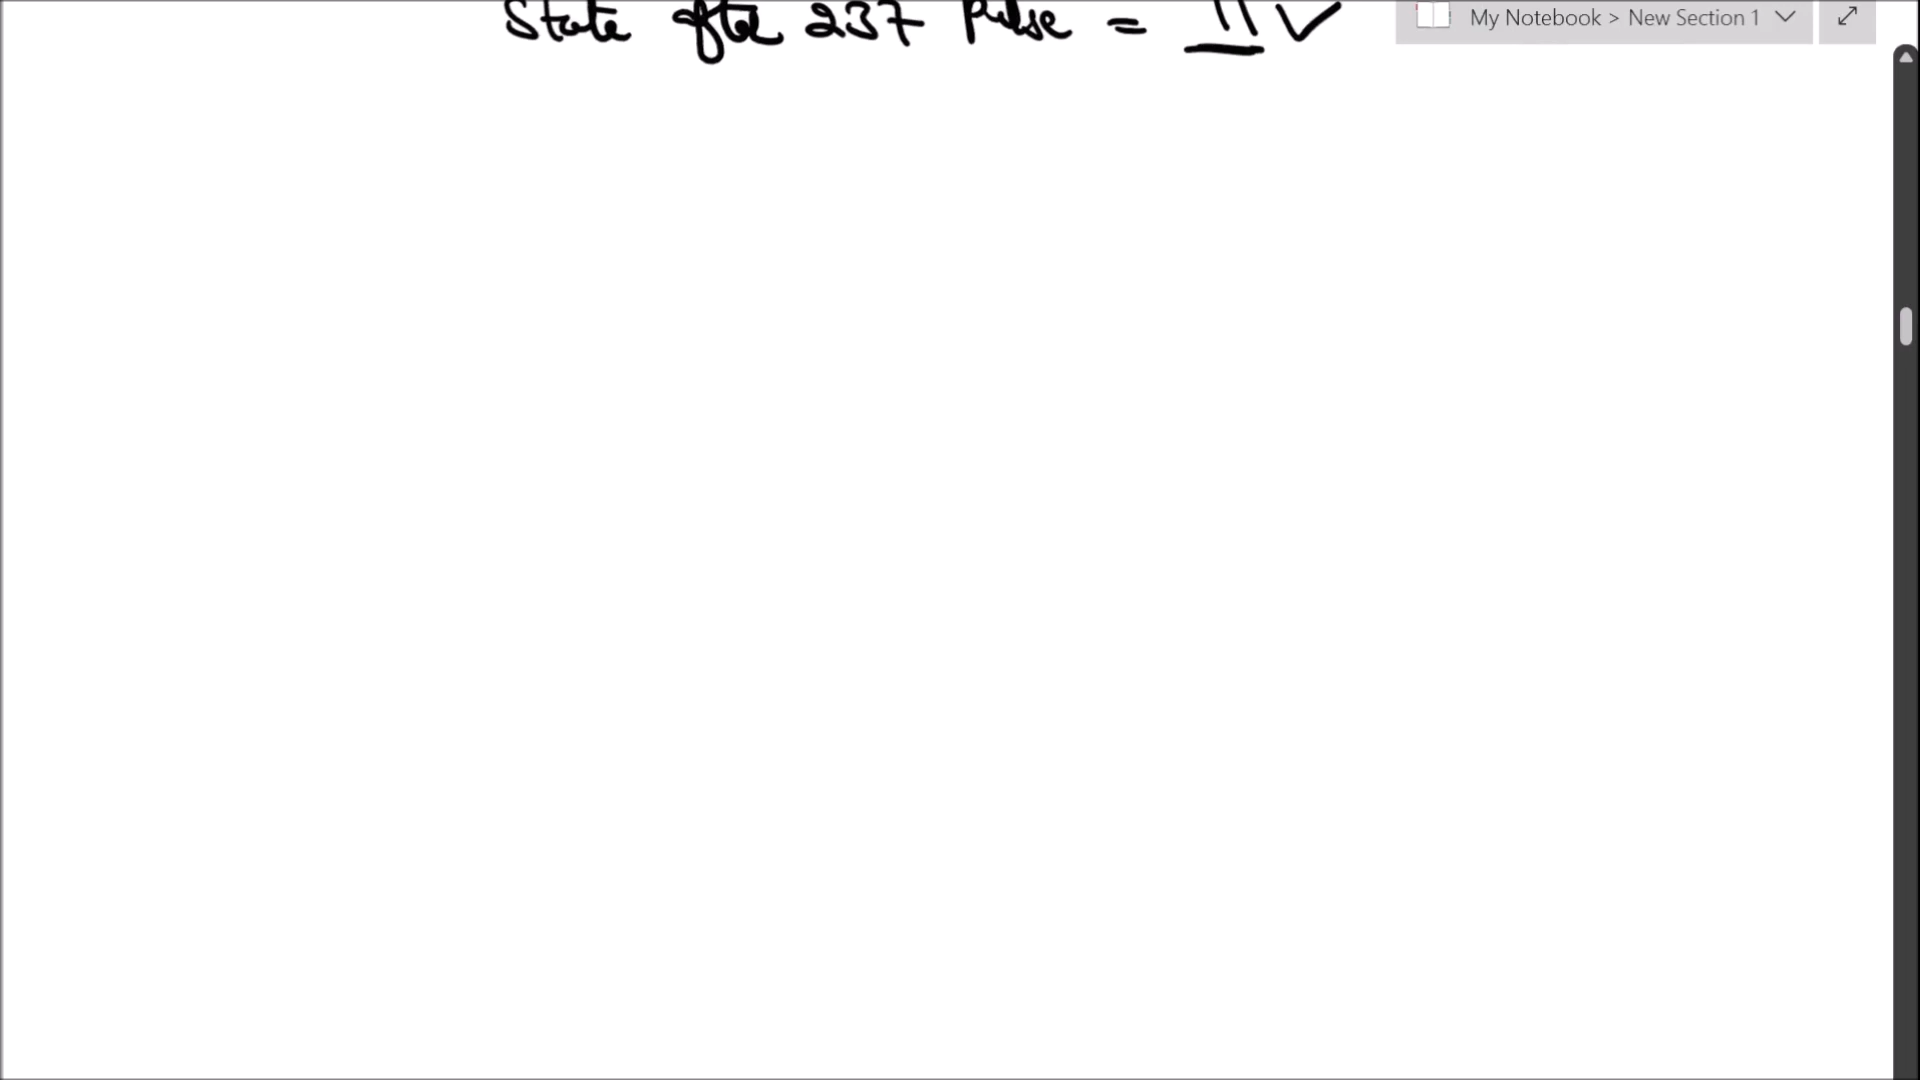 State after 237 Pulse = 11 ✓
My Notebook > New Section 1